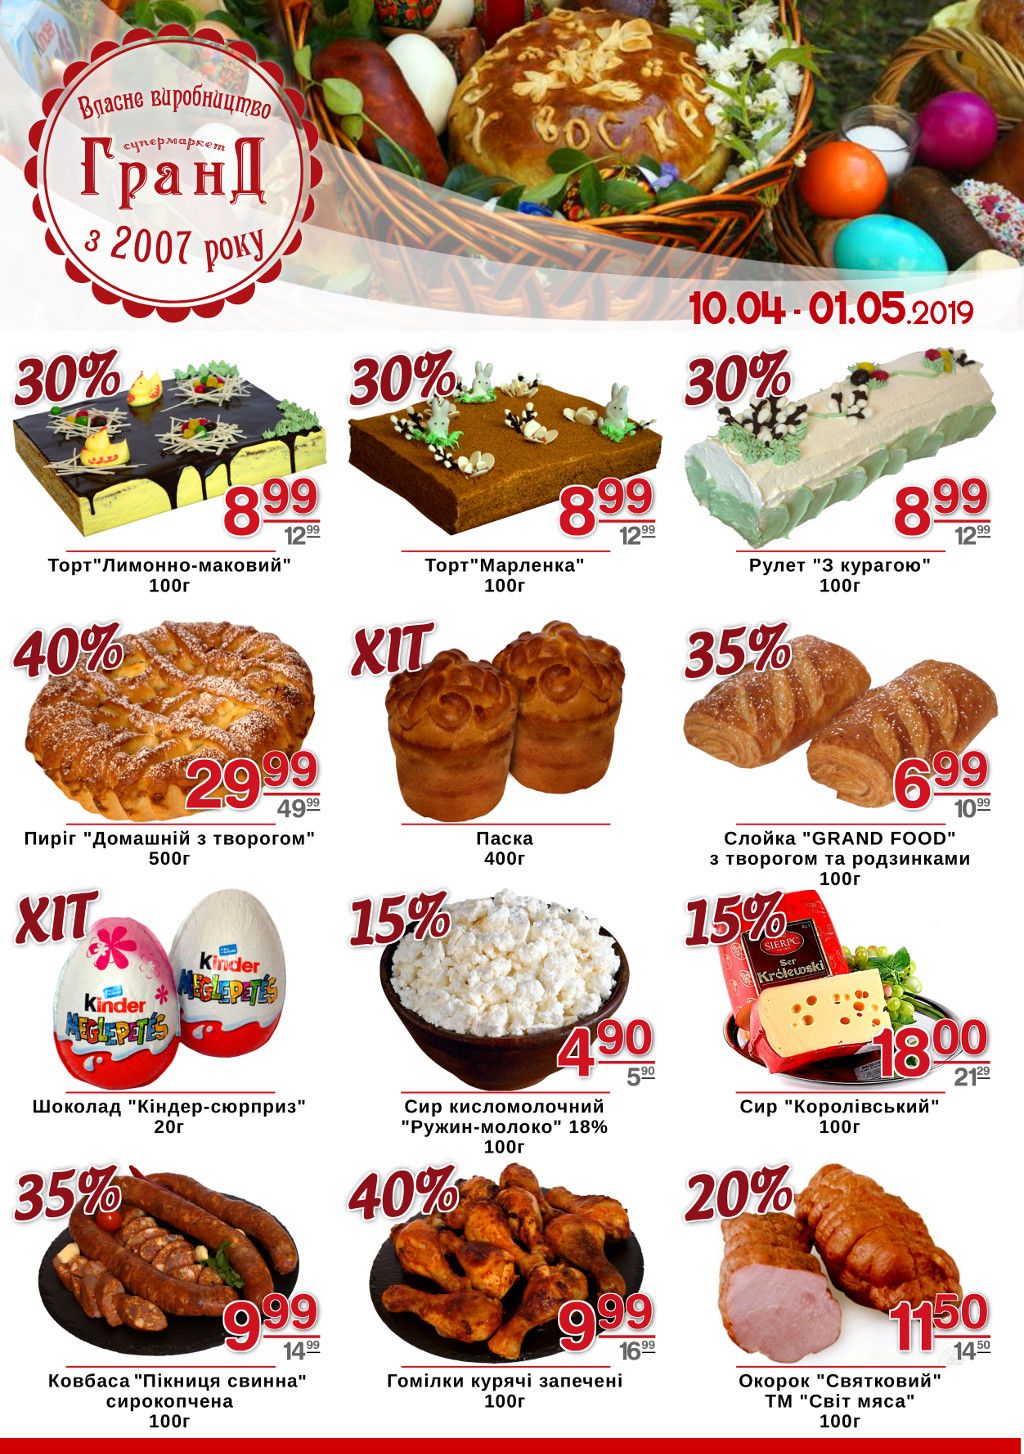 Власне виробництво
супермаркет
Гранд
з 2007 року
10.04 - 01.05.2019
30%
8 99
12 99
Торт"Лимонно-маковий"
100г
30%
8 99
12 99
Торт"Марленка"
100г
30%
8 99
12 99
Рулет "З курагою"
100г
40%
29 99
49 99
Пиріг "Домашній з творогом"
500г
ХІТ
Паска
400г
35%
6 99
10 99
Слойка "GRAND FOOD"
з творогом та родзинками
100г
ХІТ
Kinder
MEGLEPETÉS
Kinder
MEGLEPETÉS
Шоколад "Кіндер-сюрприз"
20г
15%
4 90
5 90
Сир кисломолочний
"Ружин-молоко" 18%
100г
15%
SIERPC
Ser
Królewski
18 00
21 29
Сир "Королівський"
100г
35%
9 99
14 99
Ковбаса "Пікниця свинна"
сирокопчена
100г
40%
9 99
16 99
Гомілки курячі запечені
100г
20%
11 50
14 50
Окорок "Святковий"
ТМ "Світ мяса"
100г